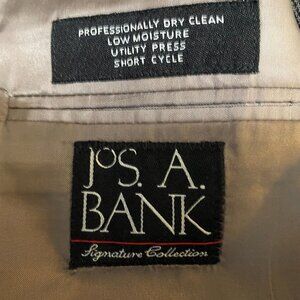 PROFESSIONALLY DRY CLEAN
LOW MOISTURE
UTILITY PRESS
SHORT CYCLE
JOS. A.
BANK
Signature Collection